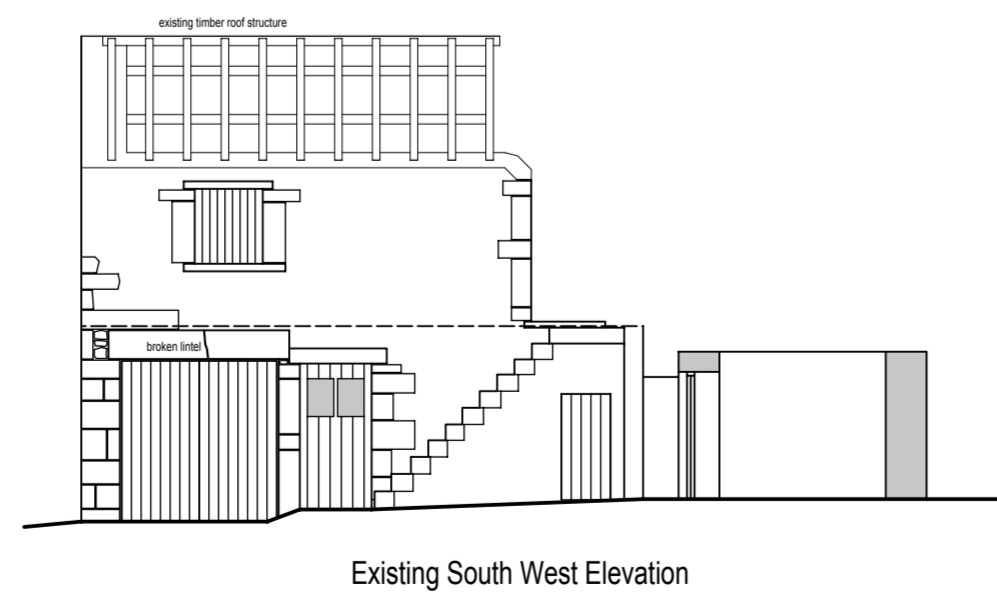 existing timber roof structure
broken lintel
Existing South West Elevation